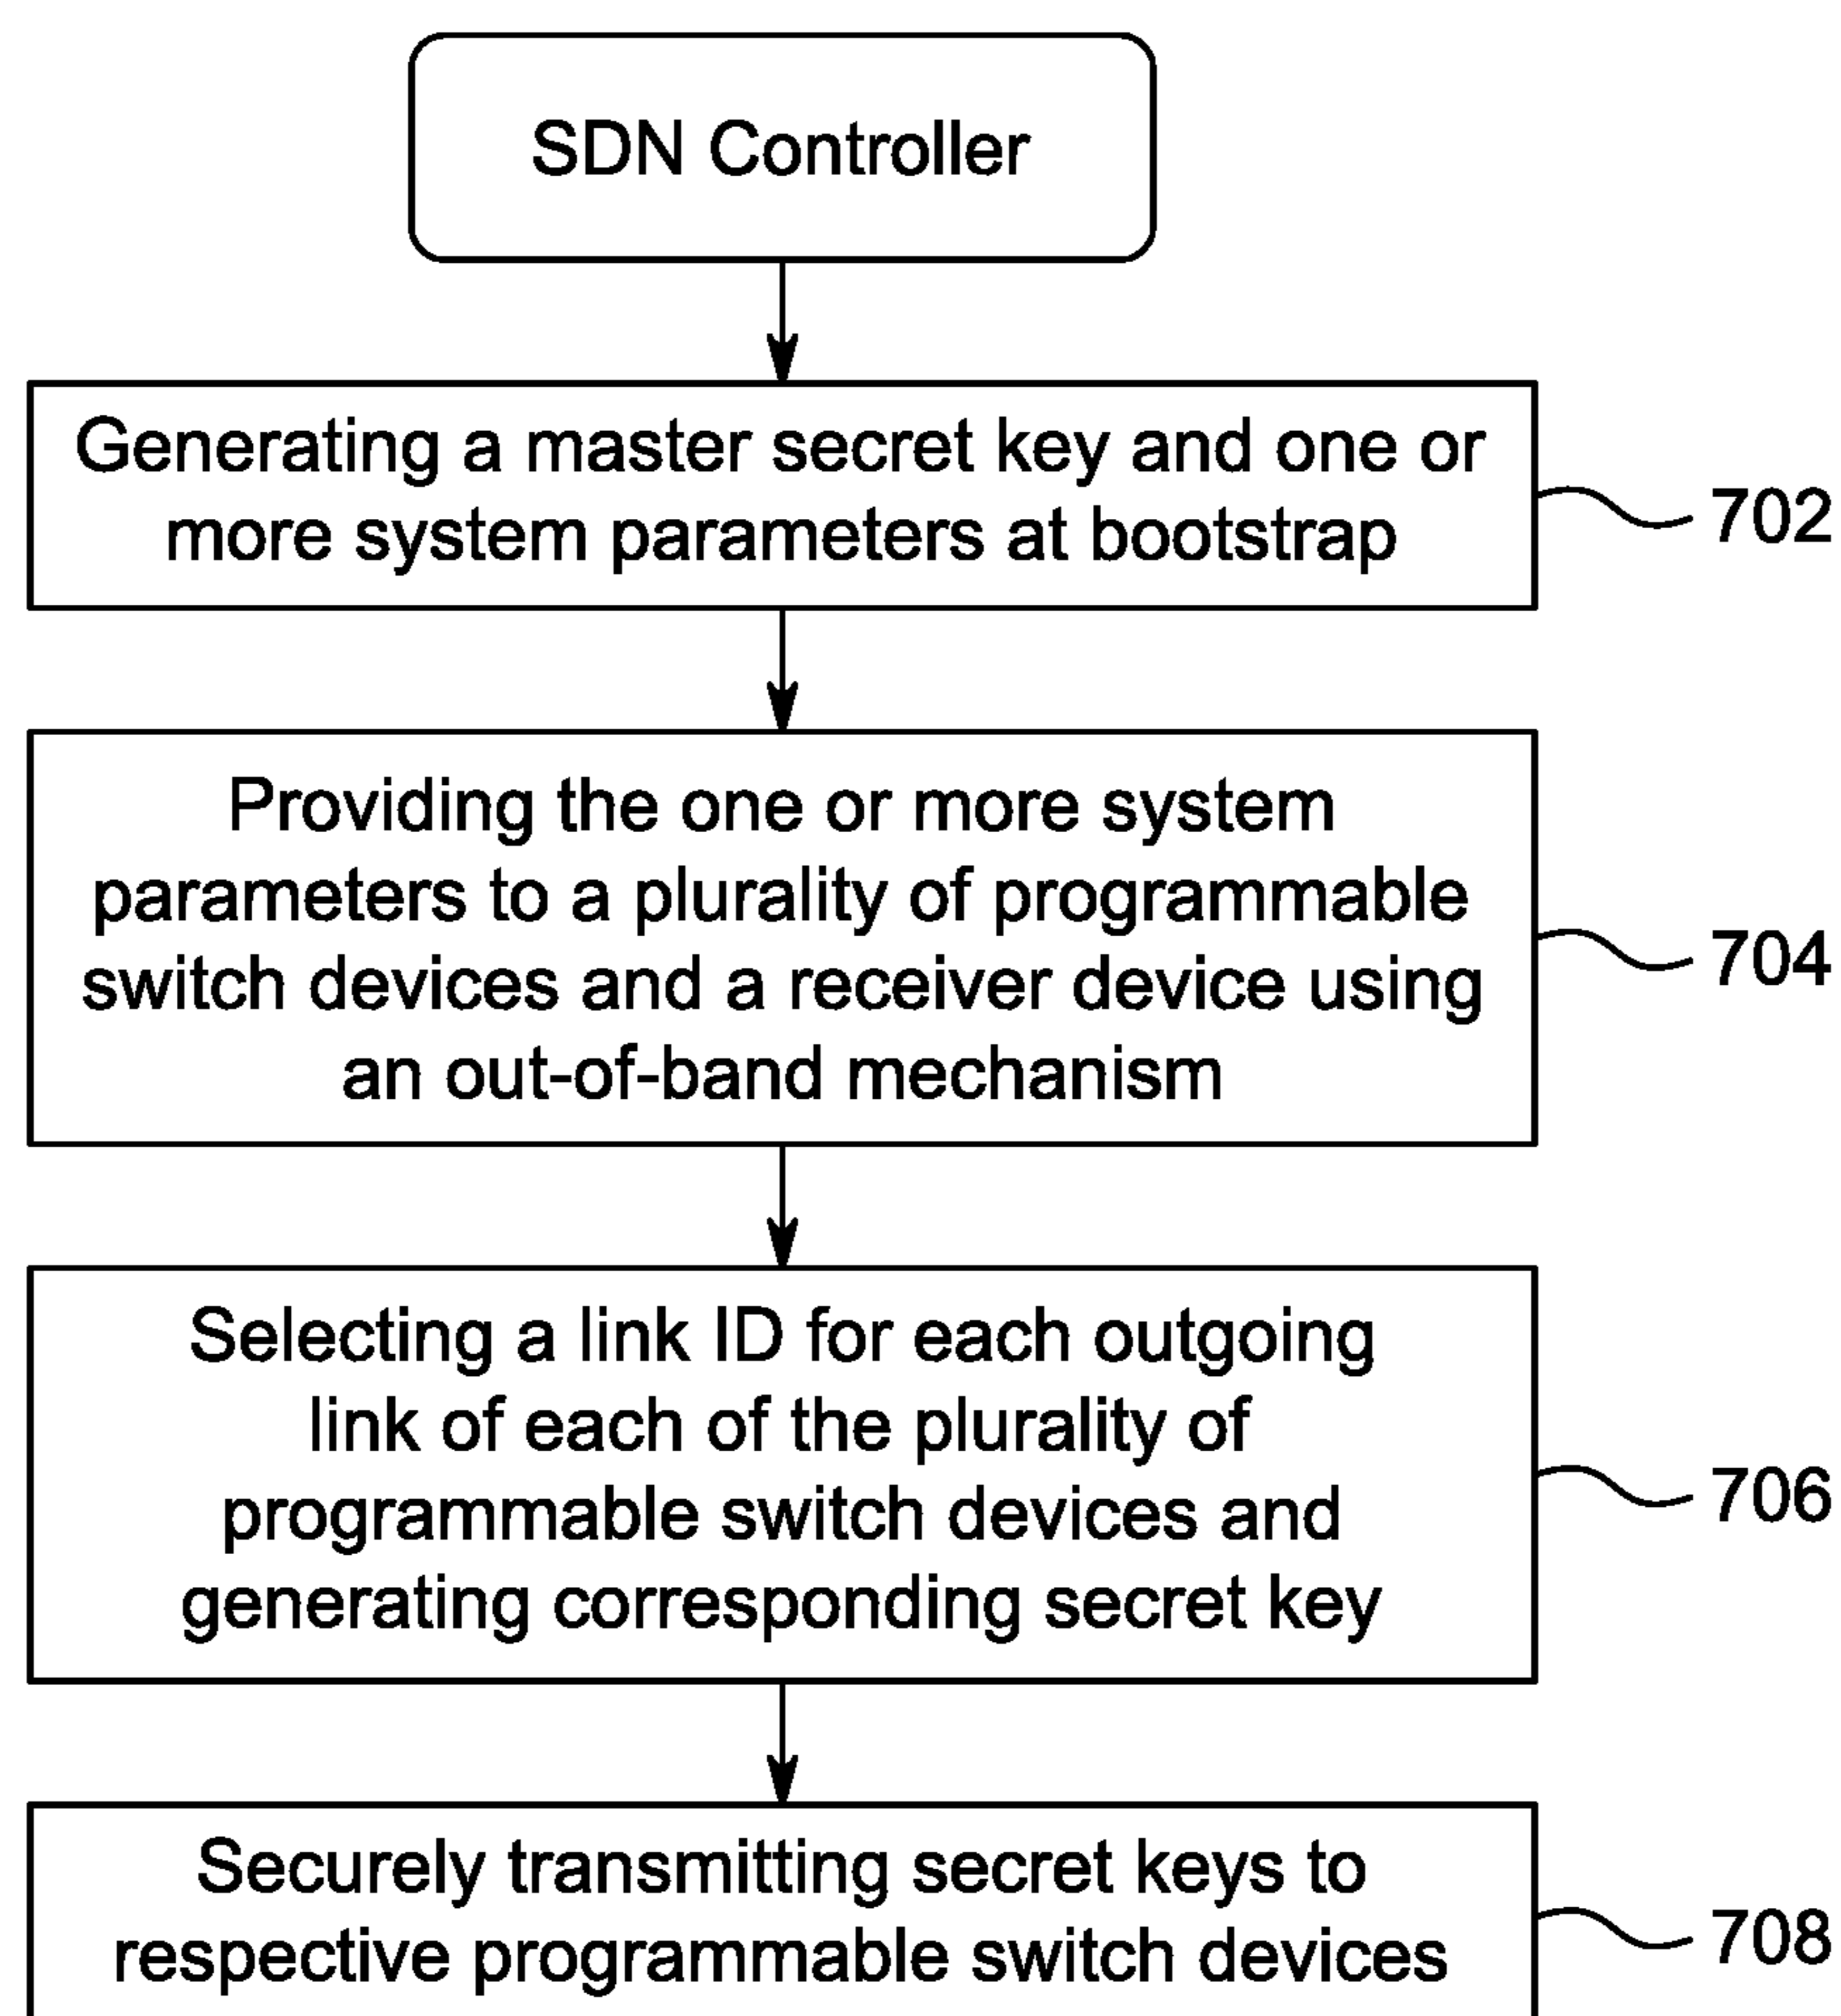 SDN Controller
Generating a master secret key and one or
more system parameters at bootstrap
702
Providing the one or more system
parameters to a plurality of programmable
switch devices and a receiver device using
an out-of-band mechanism
704
Selecting a link ID for each outgoing
link of each of the plurality of
programmable switch devices and
generating corresponding secret key
706
Securely transmitting secret keys to
respective programmable switch devices
708